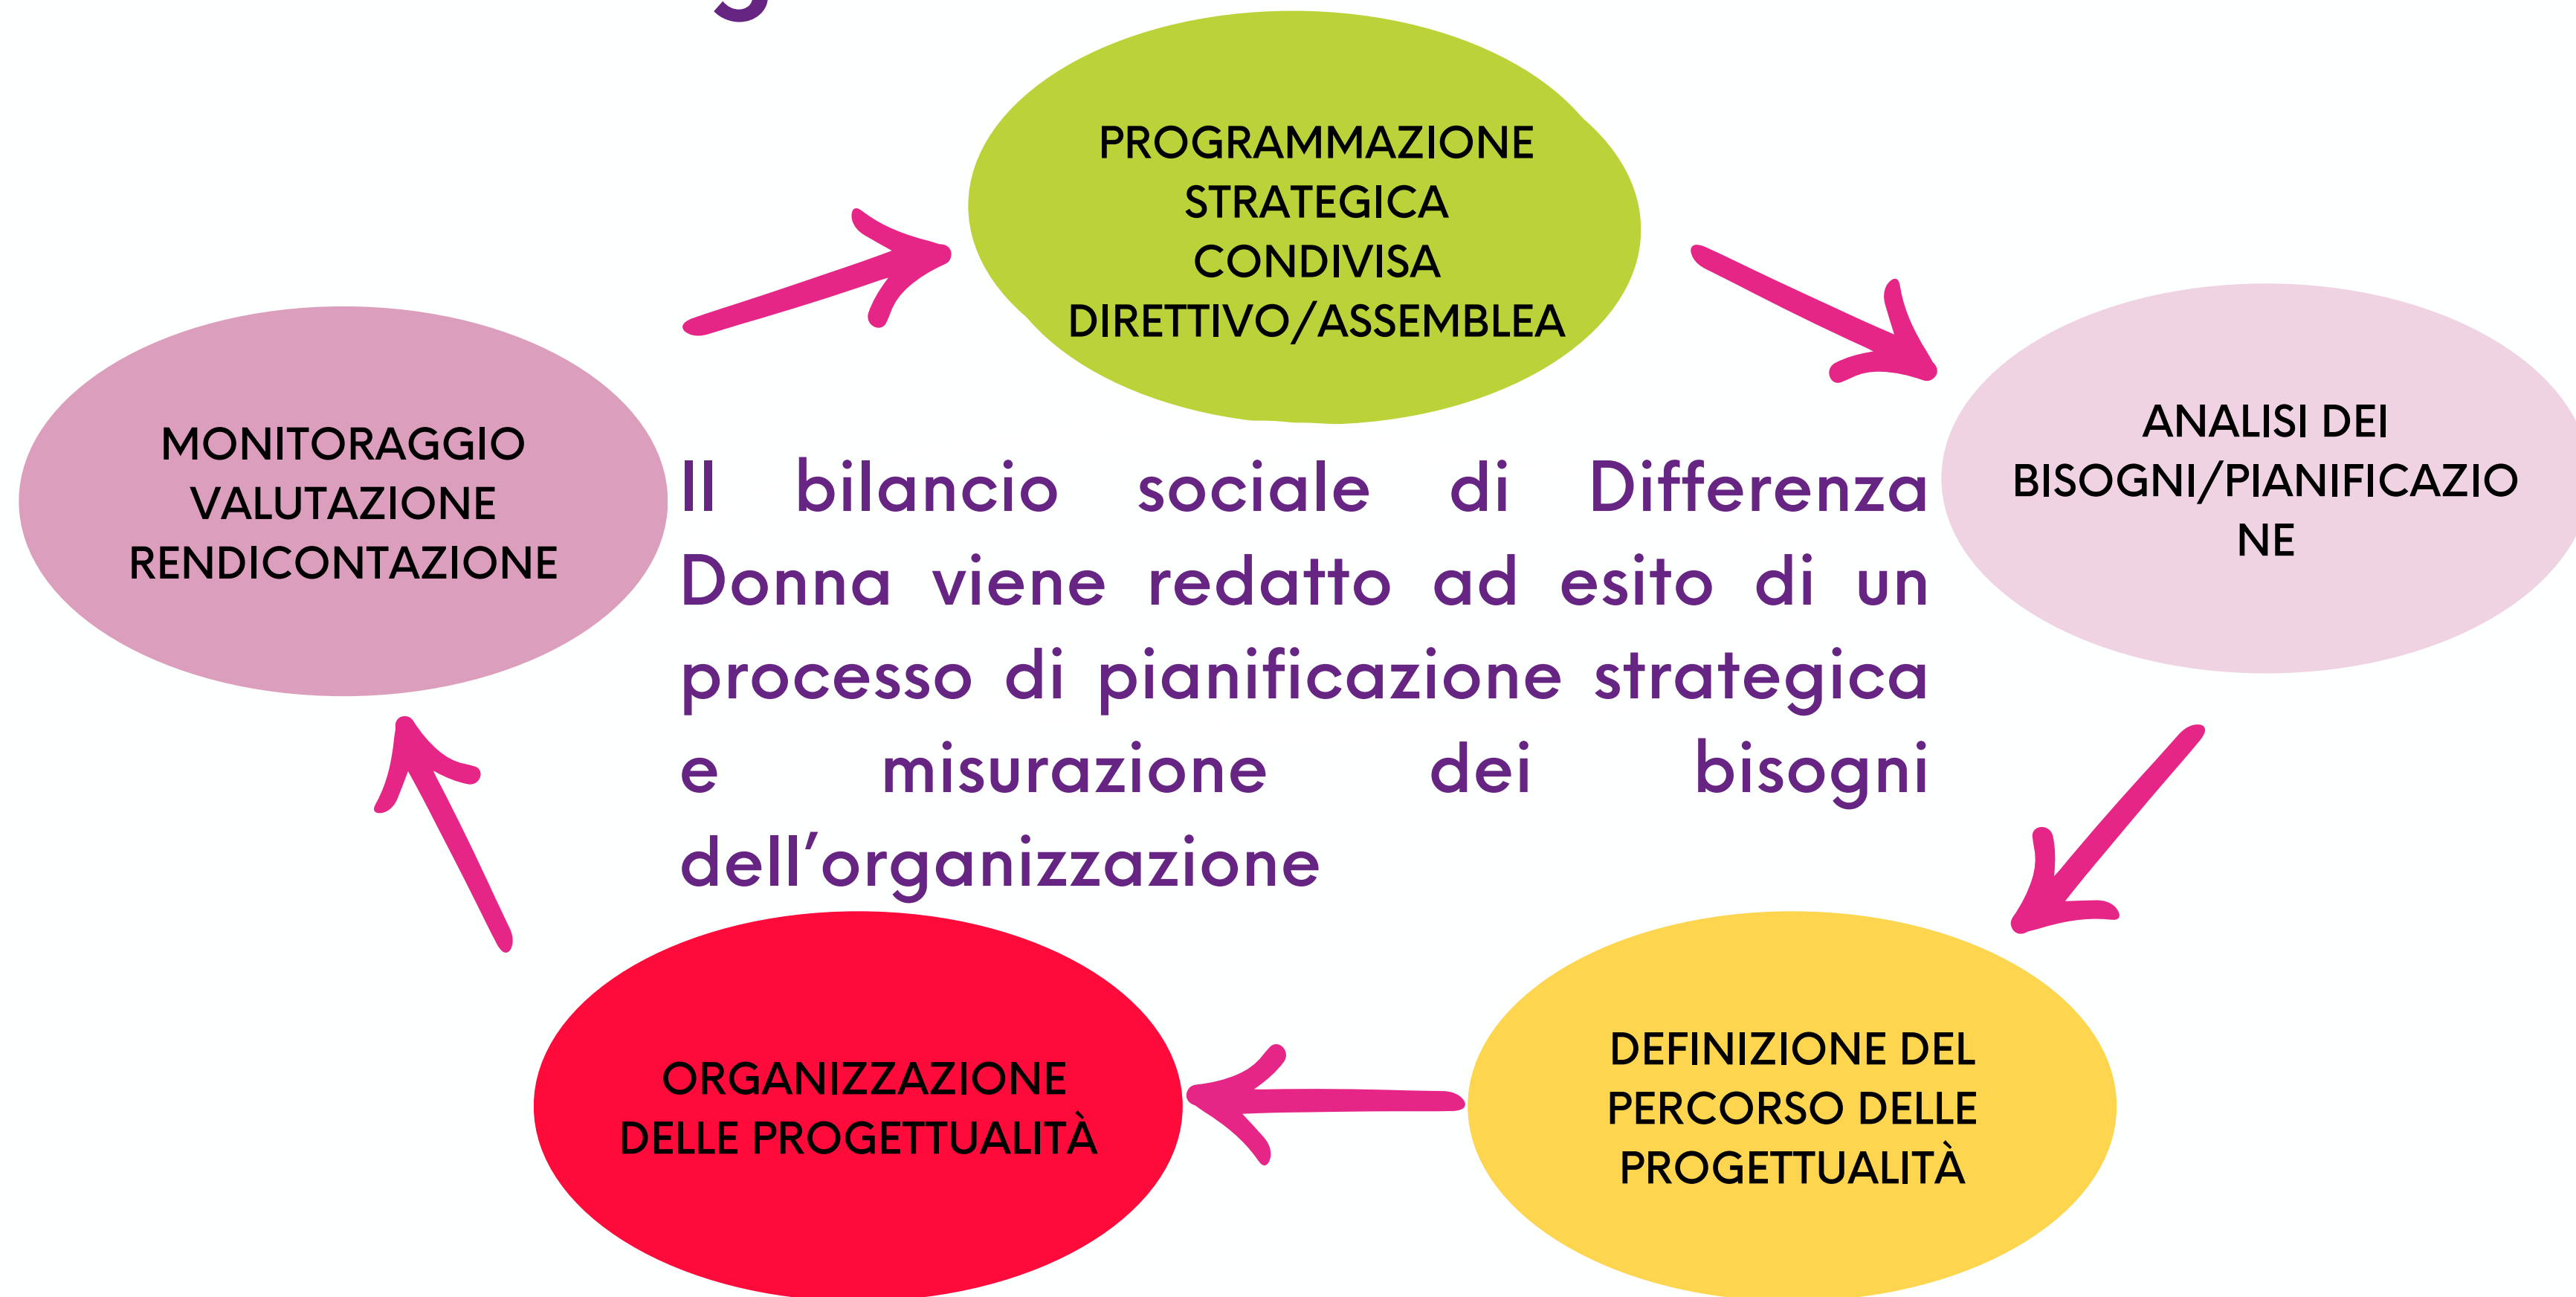 PROGRAMMAZIONE
STRATEGICA
CONDIVISA
DIRETTIVO/ASSEMBLEA
MONITORAGGIO
VALUTAZIONE
RENDICONTAZIONE
ANALISI DEI
BISOGNI/PIANIFICAZIO
NE
Il bilancio sociale di Differenza
Donna viene redatto ad esito di un
processo di pianificazione strategica
e misurazione dei bisogni
dell’organizzazione
ORGANIZZAZIONE
DELLE PROGETTUALITÀ
DEFINIZIONE DEL
PERCORSO DELLE
PROGETTUALITÀ